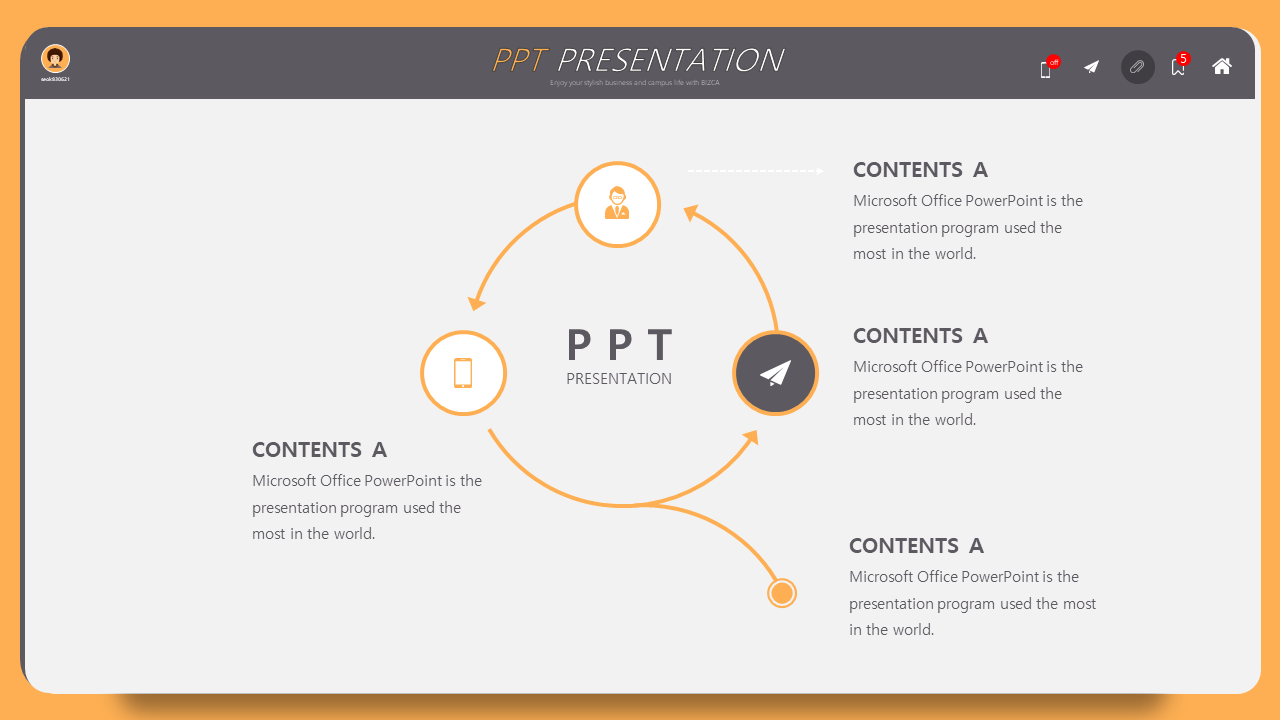 PPT PRESENTATION
Enjoy your stylish business and campus life with BIZCA
seok830621
off
5
CONTENTS A
Microsoft Office PowerPoint is the
presentation program used the
most in the world.
P P T
PRESENTATION
CONTENTS A
Microsoft Office PowerPoint is the
presentation program used the
most in the world.
CONTENTS A
Microsoft Office PowerPoint is the
presentation program used the
most in the world.
CONTENTS A
Microsoft Office PowerPoint is the
presentation program used the most
in the world.